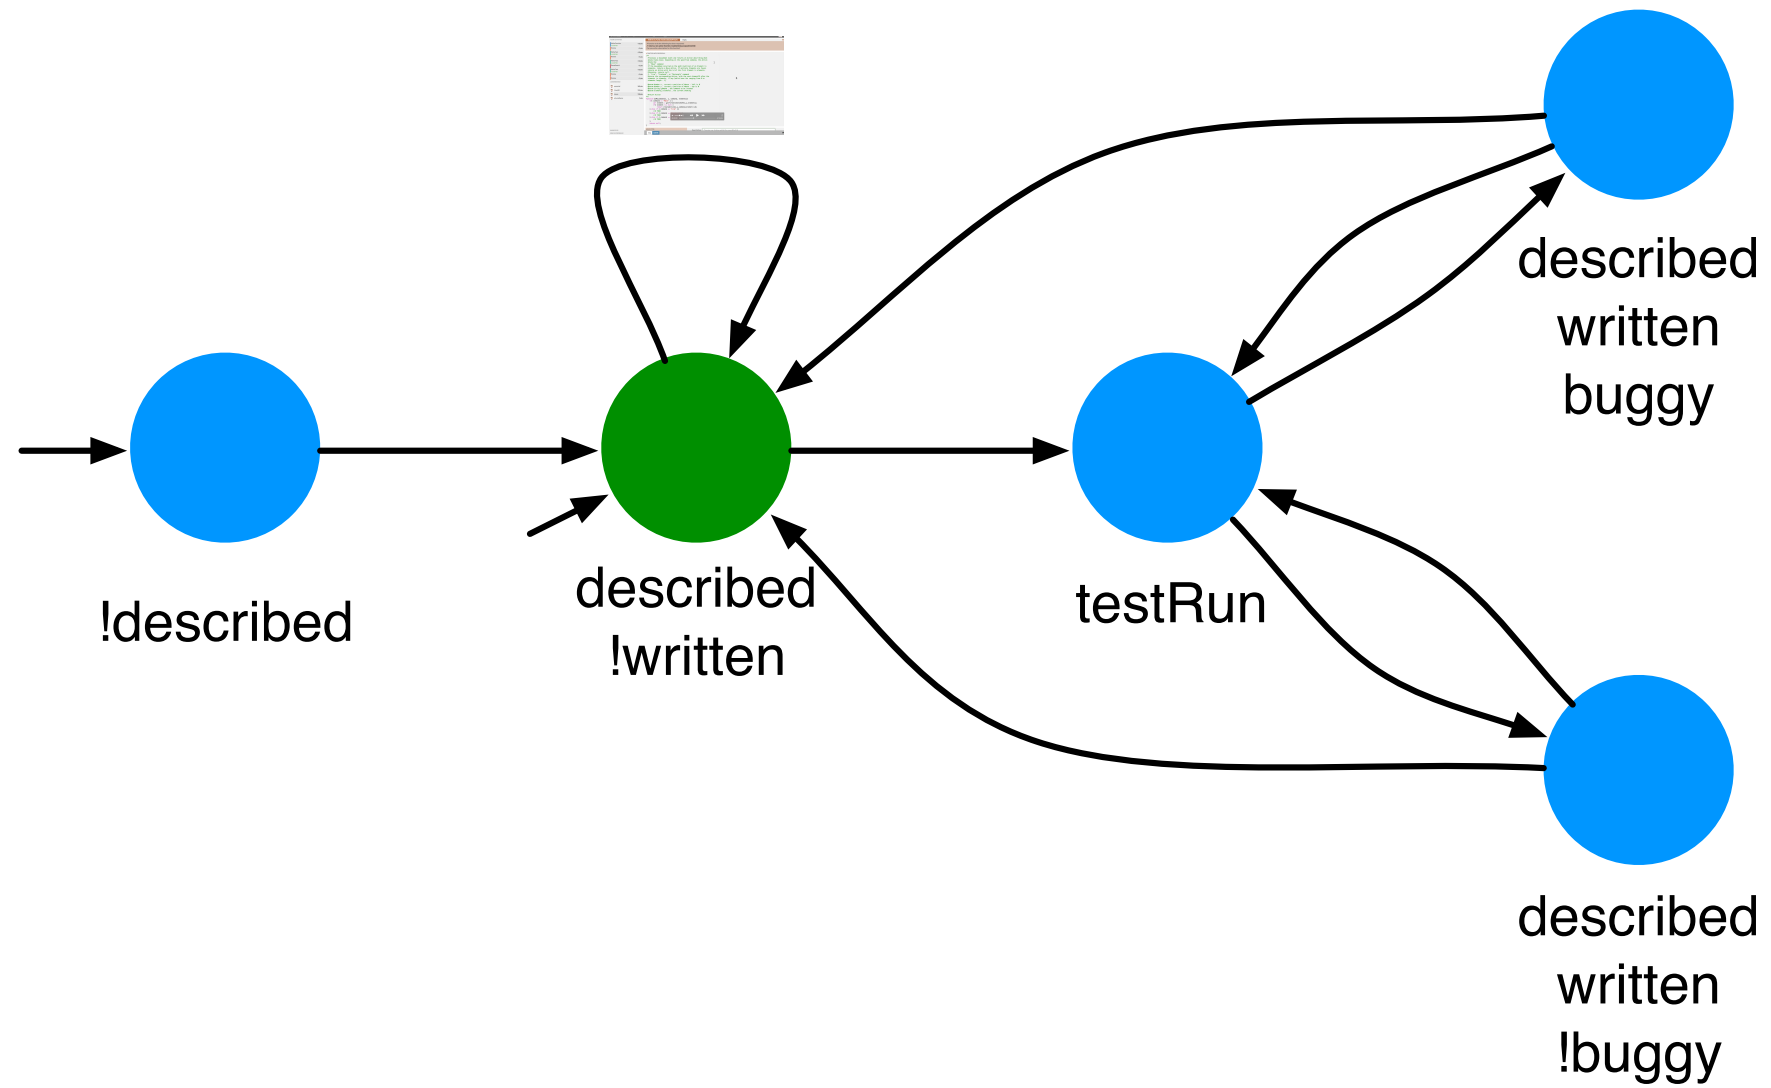 !described
described
!written
testRun
described
written
buggy
described
written
!buggy